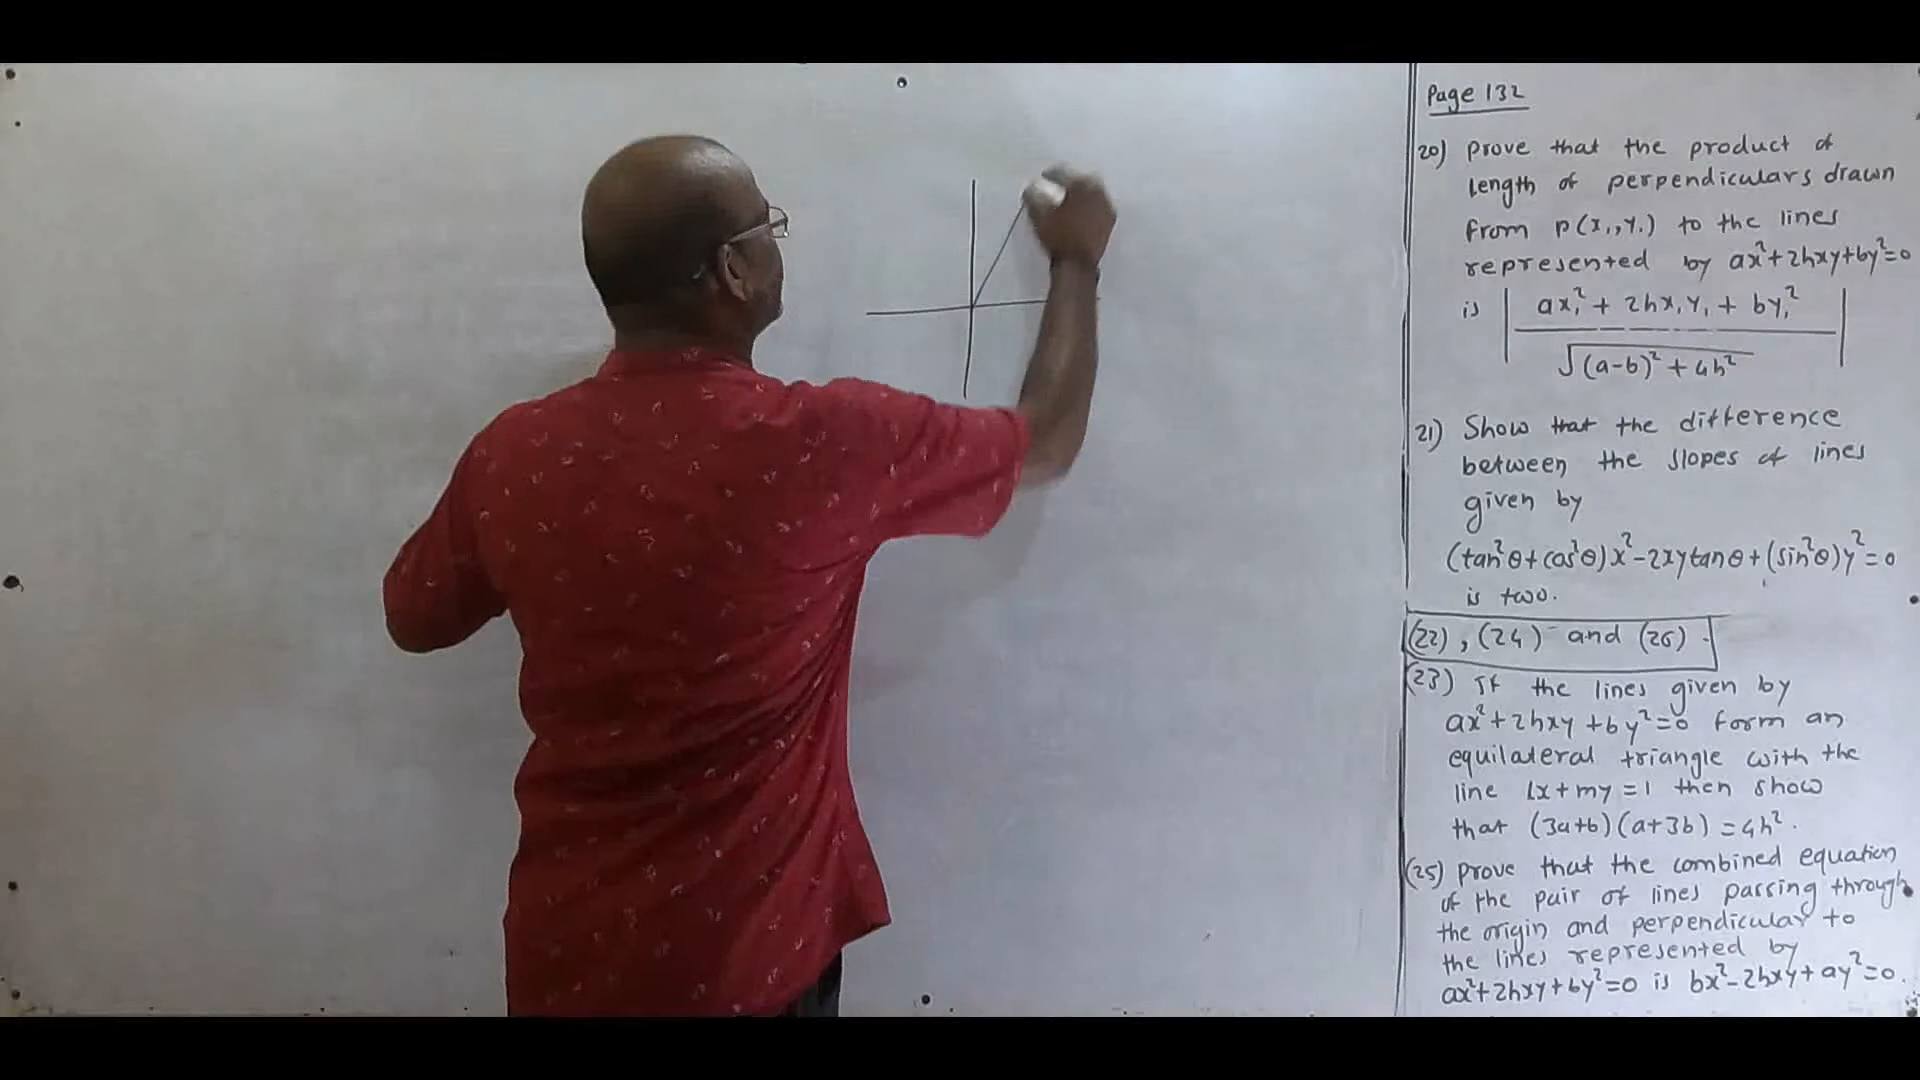 Page 132
20) prove that the product of
length of perpendiculars drawn
from P(x₁,y₁) to the lines
represented by ax²+2hxy+by²=0
is | ax₁² + 2hx₁y₁ + by₁² |
√(a-b)² + 4h²
21) Show that the difference
between the slopes of lines
given by
(tan²θ+cos²θ)x²-2xytanθ+(sin²θ)y²=0
is two.
(22), (24) and (26).
(23) If the lines given by
ax²+2hxy+by²=0 form an
equilateral triangle with the
line lx+my=1 then show
that (3a+b)(a+3b)=4h².
(25) prove that the combined equation
of the pair of lines passing through
the origin and perpendicular to
the lines represented by
ax²+2hxy+by²=0 is bx²-2hxy+ay²=0.